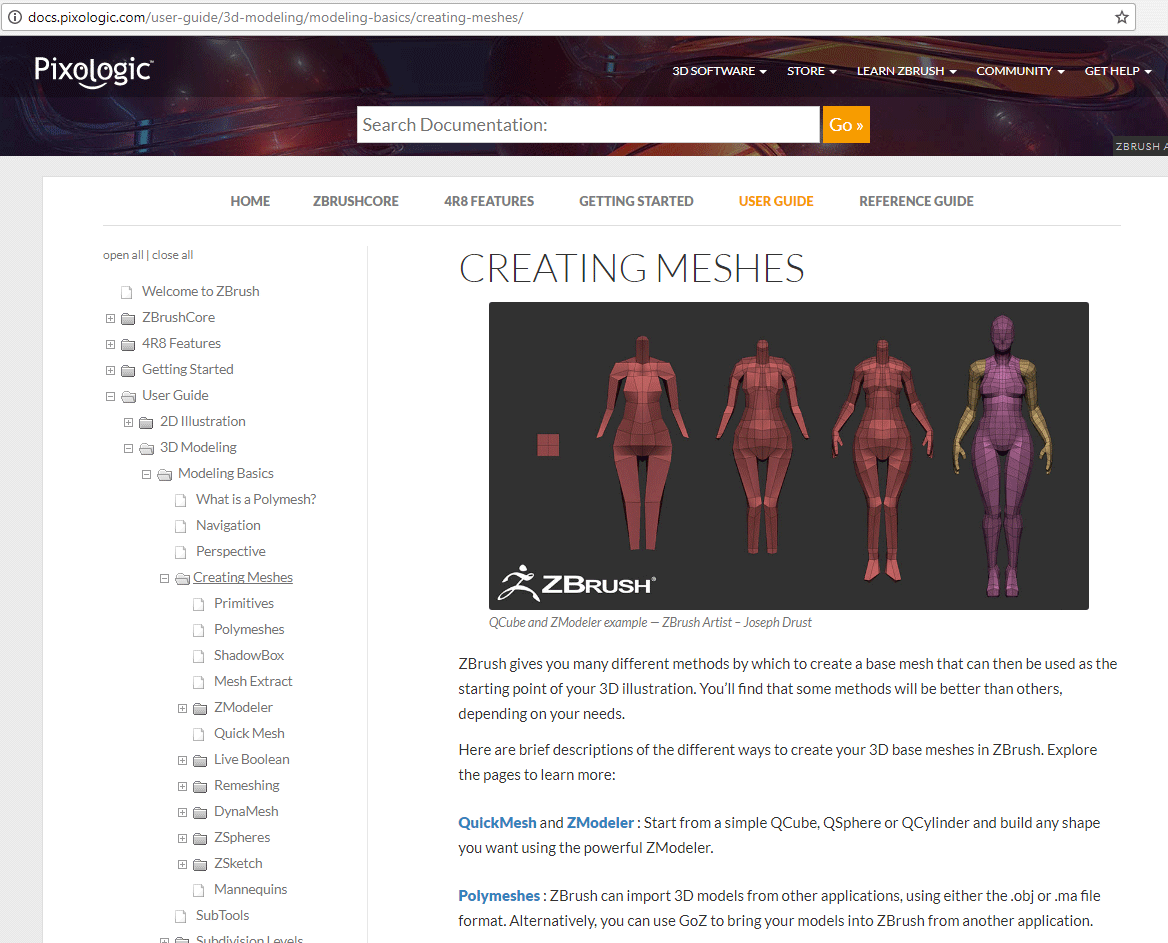 docs.pixologic.com/user-guide/3d-modeling/modeling-basics/creating-meshes/
Pixologic
3D SOFTWARE STORE LEARN ZBRUSH COMMUNITY GET HELP
Search Documentation: Go »
ZBRUSH A
HOME ZBRUSHCORE 4R8 FEATURES GETTING STARTED USER GUIDE REFERENCE GUIDE
open all | close all
Welcome to ZBrush
ZBrushCore
4R8 Features
Getting Started
User Guide
2D Illustration
3D Modeling
Modeling Basics
What is a Polymesh?
Navigation
Perspective
Creating Meshes
Primitives
Polymeshes
ShadowBox
Mesh Extract
ZModeler
Quick Mesh
Live Boolean
Remeshing
DynaMesh
ZSpheres
ZSketch
Mannequins
SubTools
Subdivision Levels
CREATING MESHES
ZBRUSH®
QCube and ZModeler example — ZBrush Artist – Joseph Drust
ZBrush gives you many different methods by which to create a base mesh that can then be used as the
starting point of your 3D illustration. You’ll find that some methods will be better than others,
depending on your needs.
Here are brief descriptions of the different ways to create your 3D base meshes in ZBrush. Explore
the pages to learn more:
QuickMesh and ZModeler : Start from a simple QCube, QSphere or QCylinder and build any shape
you want using the powerful ZModeler.
Polymeshes : ZBrush can import 3D models from other applications, using either the .obj or .ma file
format. Alternatively, you can use GoZ to bring your models into ZBrush from another application.